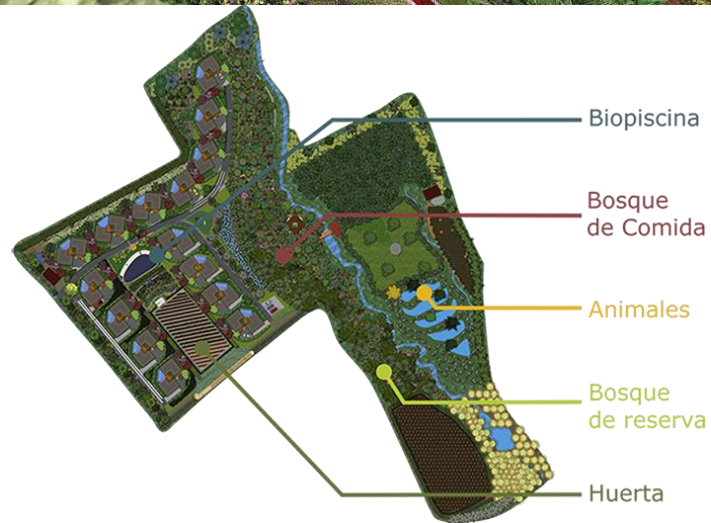 Biopiscina
Bosque
de Comida
Animales
Bosque
de reserva
Huerta